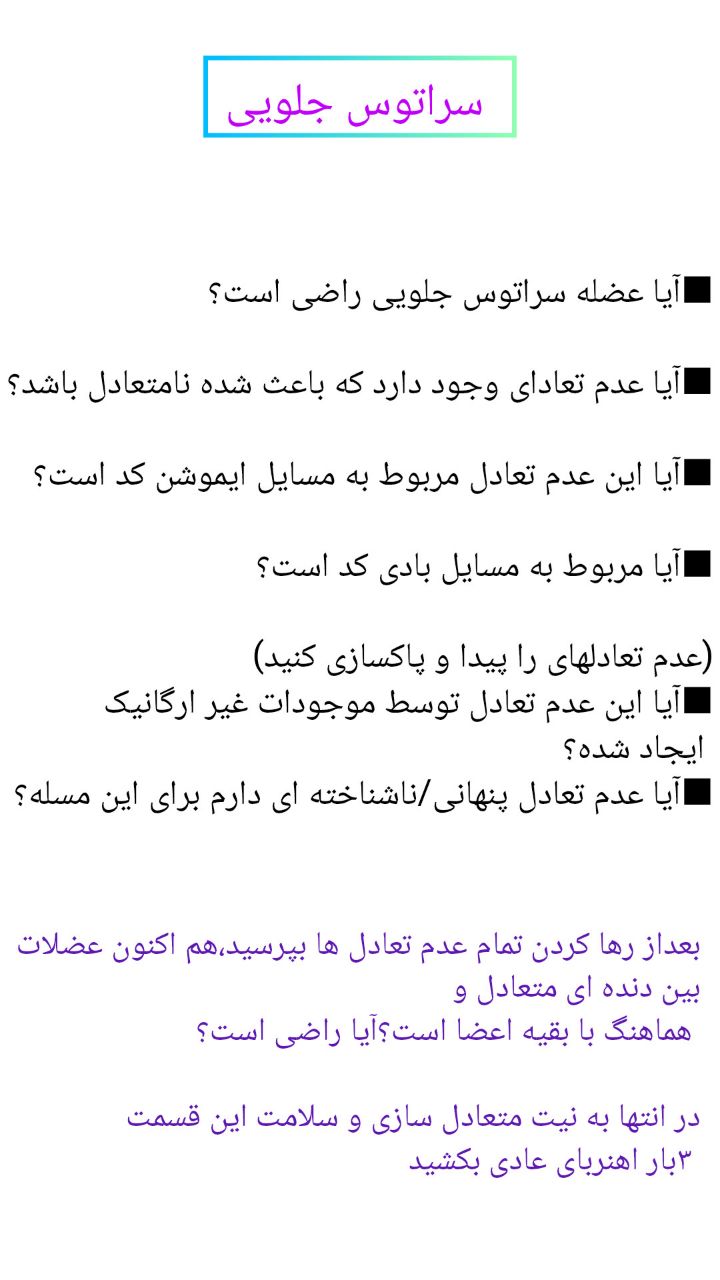 سراتوس جلویی
■آیا عضله سراتوس جلویی راضی است؟
■آیا عدم تعادای وجود دارد که باعث شده نامتعادل باشد؟
■آیا این عدم تعادل مربوط به مسایل ایموشن کد است؟
■آیا مربوط به مسایل بادی کد است؟
(عدم تعادلهای را پیدا و پاکسازی کنید)
■آیا این عدم تعادل توسط موجودات غیر ارگانیک
ایجاد شده؟
■آیا عدم تعادل پنهانی/ناشناخته ای دارم برای این مسله؟
بعداز رها کردن تمام عدم تعادل ها بپرسید،هم اکنون عضلات
بین دنده ای متعادل و
هماهنگ با بقیه اعضا است؟آیا راضی است؟
در انتها به نیت متعادل سازی و سلامت این قسمت
۳بار اهنربای عادی بکشید